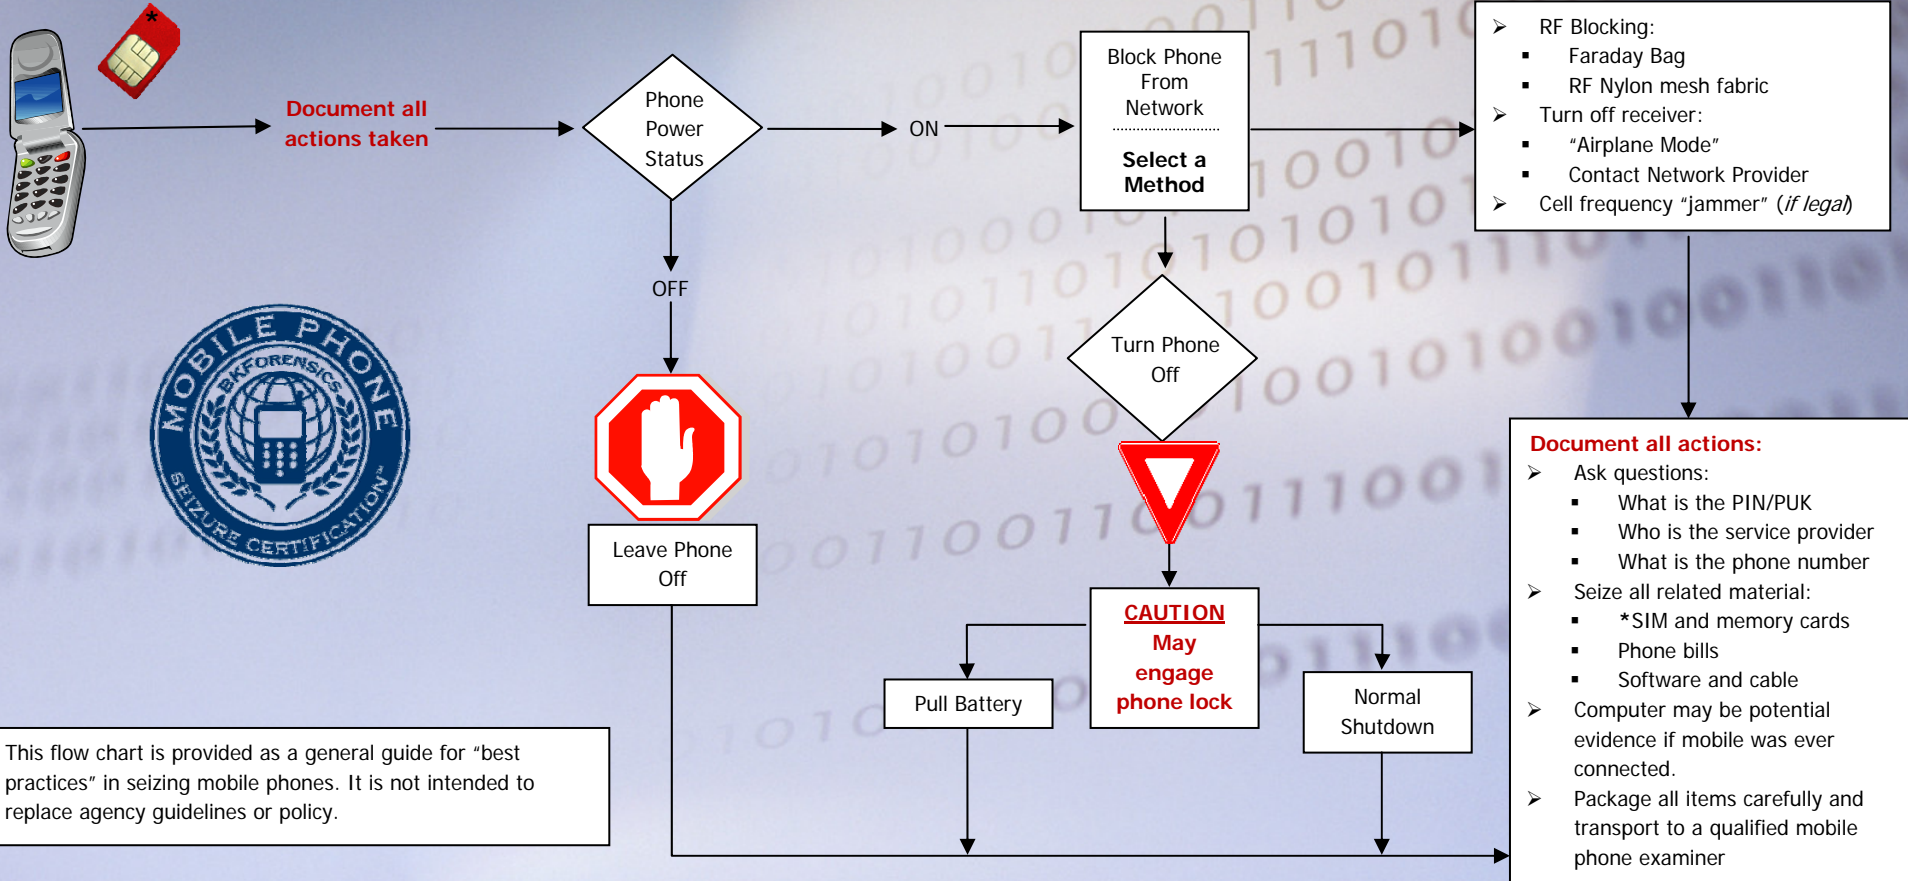 *
Document all
actions taken
Phone
Power
Status
ON
OFF
Leave Phone
Off
Block Phone
From
Network
Select a
Method
➢ RF Blocking:
▪ Faraday Bag
▪ RF Nylon mesh fabric
➢ Turn off receiver:
▪ “Airplane Mode”
▪ Contact Network Provider
➢ Cell frequency “jammer” (if legal)
Turn Phone
Off
CAUTION
May
engage
phone lock
Pull Battery
Normal
Shutdown
Document all actions:
➢ Ask questions:
▪ What is the PIN/PUK
▪ Who is the service provider
▪ What is the phone number
➢ Seize all related material:
▪ *SIM and memory cards
▪ Phone bills
▪ Software and cable
➢ Computer may be potential
evidence if mobile was ever
connected.
➢ Package all items carefully and
transport to a qualified mobile
phone examiner
MOBILE PHONE
BKFORENSICS
SEIZURE CERTIFICATION™
This flow chart is provided as a general guide for “best
practices” in seizing mobile phones. It is not intended to
replace agency guidelines or policy.